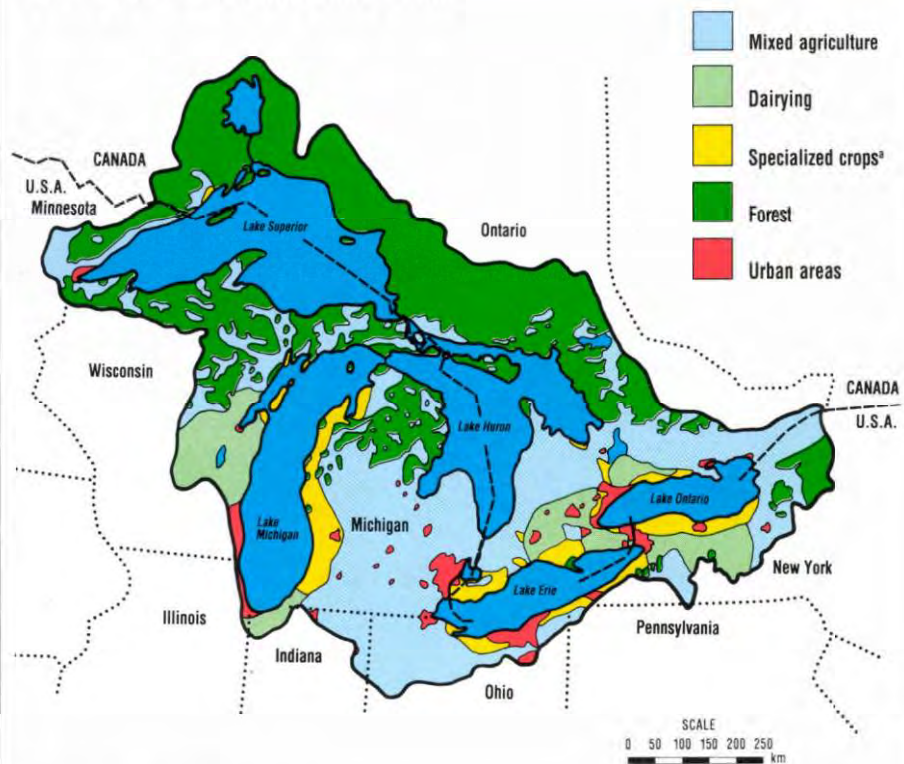 Mixed agriculture
Dairying
Specialized cropsᵃ
Forest
Urban areas
CANADA
U.S.A.
Minnesota
Lake Superior
Ontario
Wisconsin
Lake Huron
CANADA
U.S.A.
Lake Ontario
Lake
Michigan
Michigan
New York
Lake Erie
Illinois
Pennsylvania
Indiana
Ohio
SCALE
0 50 100 150 200 250
km